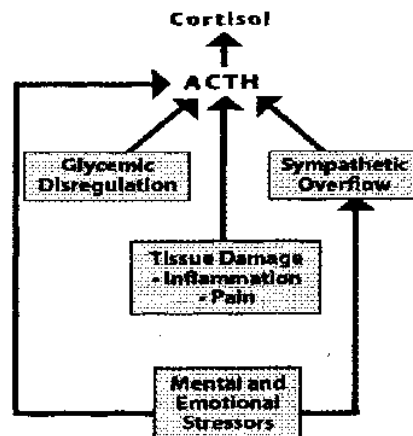 Cortisol
ACTH
Glycemic
Disregulation
Sympathetic
Overflow
Tissue Damage
- Inflammation
- Pain
Mental and
Emotional
Stressors